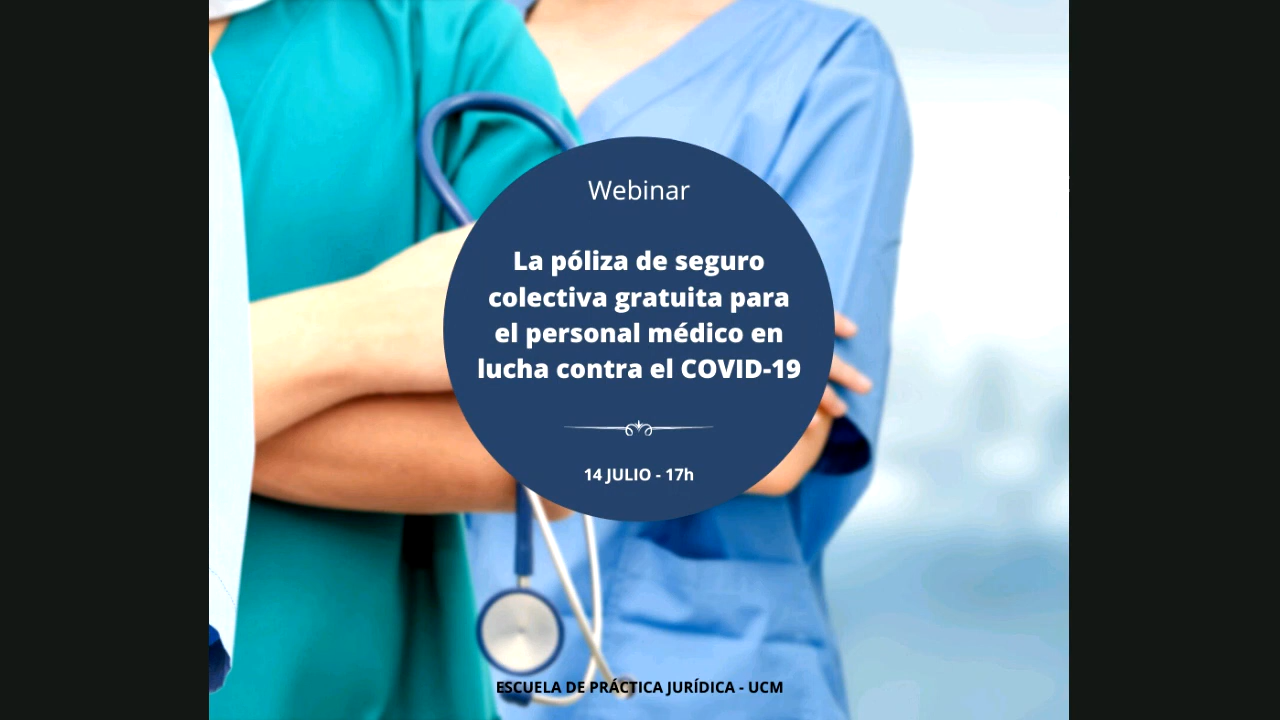 Webinar
La póliza de seguro
colectiva gratuita para
el personal médico en
lucha contra el COVID-19
14 JULIO - 17h
ESCUELA DE PRÁCTICA JURÍDICA - UCM